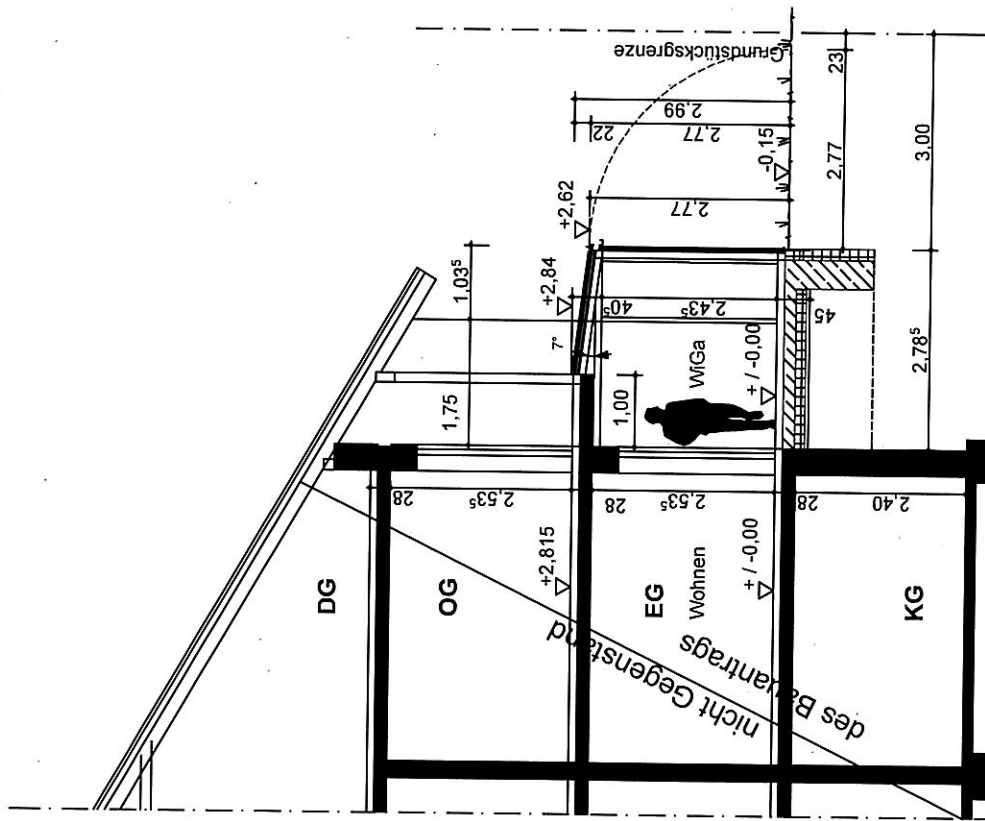 Grundstücksgrenze
23
2,77
3,00
2,99
22
2,77
-0,15
2,77
+2,62
1,03⁵
+2,84
40⁵
2,43⁵
45
2,78⁵
7°
WiGa
+ / -0,00
1,75
1,00
28
2,53⁵
28
2,53⁵
28
2,40
DG
OG
+2,815
EG
Wohnen
+ / -0,00
KG
nicht Gegenstand
des Bauantrags